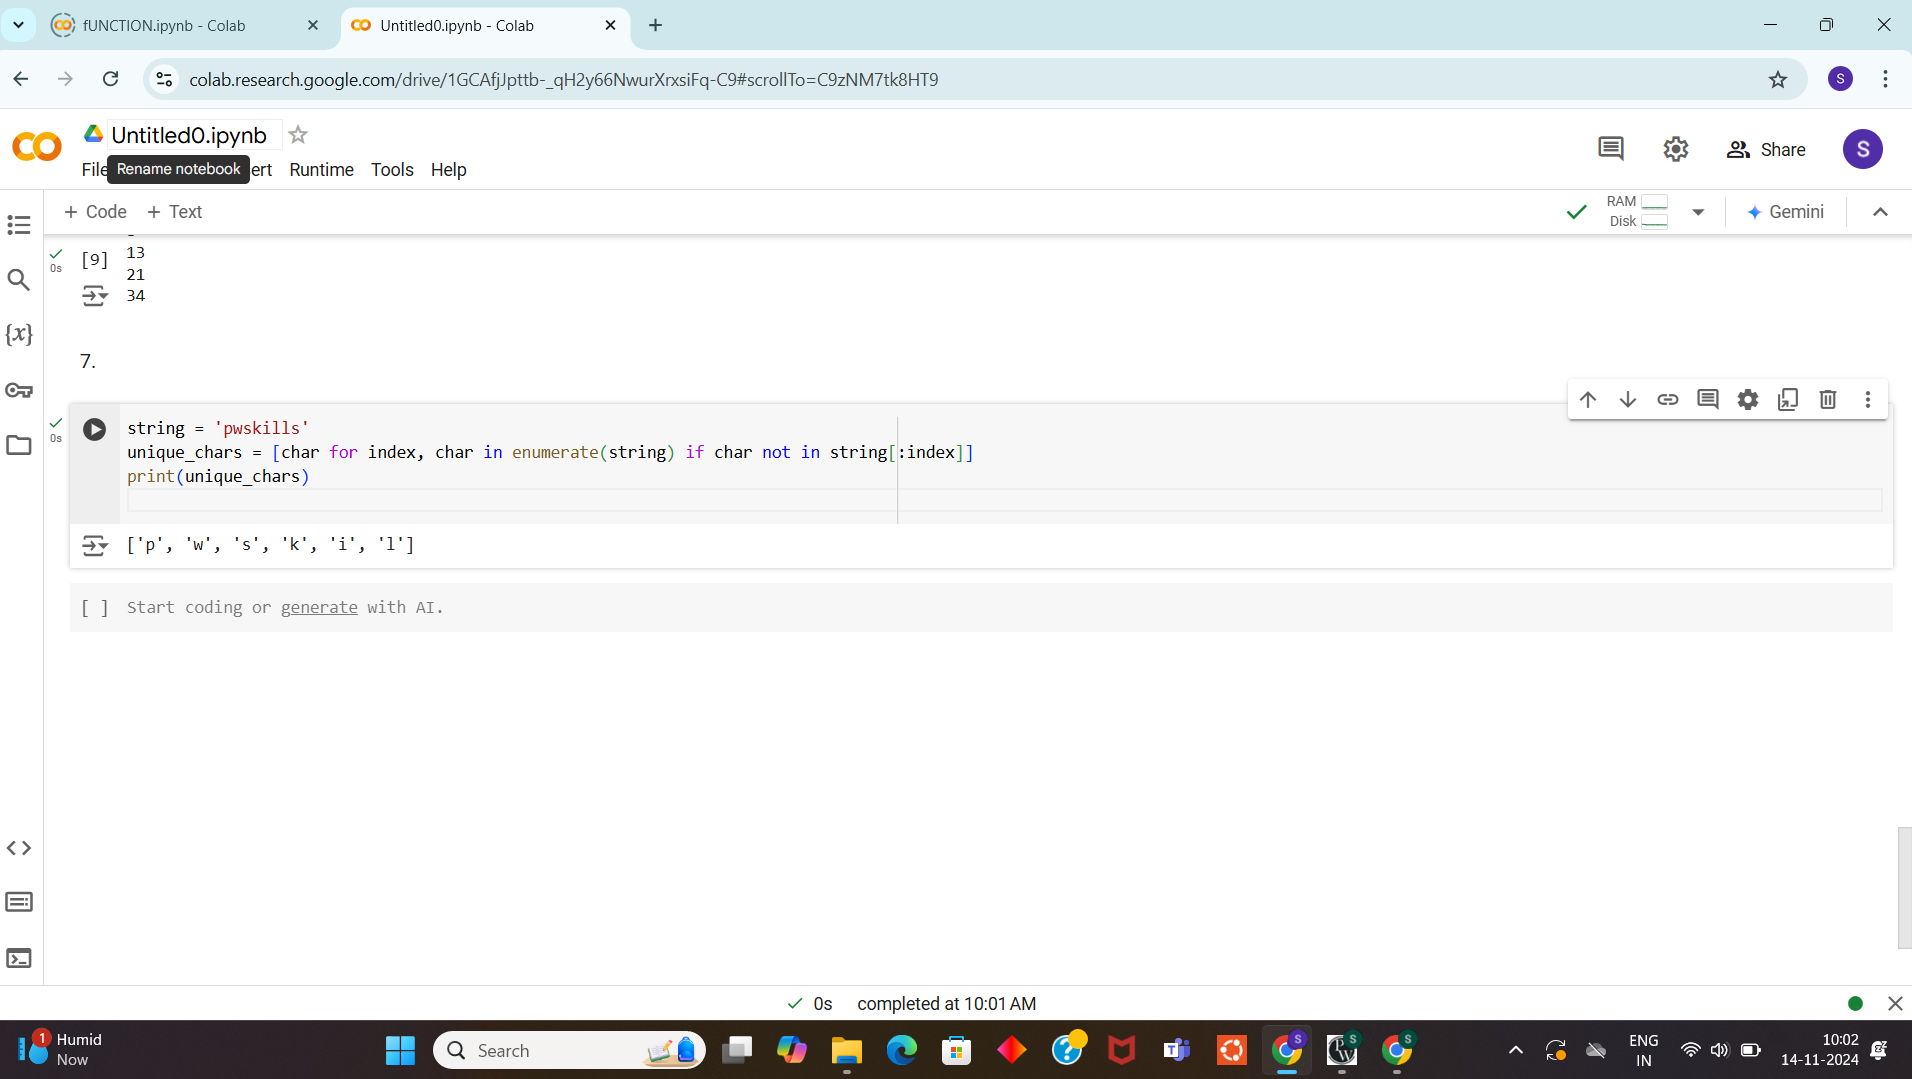 fUNCTION.ipynb - Colab
Untitled0.ipynb - Colab
colab.research.google.com/drive/1GCAfjJpttb-_qH2y66NwurXrxsiFq-C9#scrollTo=C9zNM7tk8HT9
S
Untitled0.ipynb
File
Rename notebook
ert Runtime Tools Help
Share
S
+ Code + Text
RAM
Disk
Gemini
0s
[9]
13
21
34
{x}
7.
0s
string = 'pwskills'
unique_chars = [char for index, char in enumerate(string) if char not in string[:index]]
print(unique_chars)
['p', 'w', 's', 'k', 'i', 'l']
[ ] Start coding or generate with AI.
0s completed at 10:01 AM
1
Humid
Now
Search
ENG
IN
10:02
14-11-2024